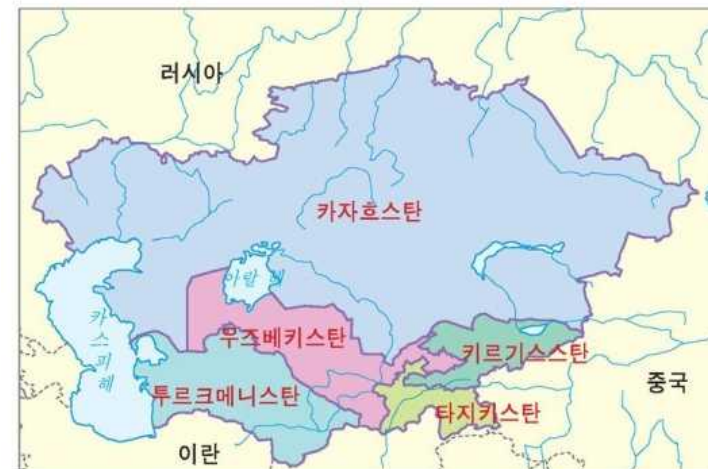 러시아
카자흐스탄
아랄 해
카스피해
우즈베키스탄
키르기스스탄
투르크메니스탄
타지키스탄
중국
이란